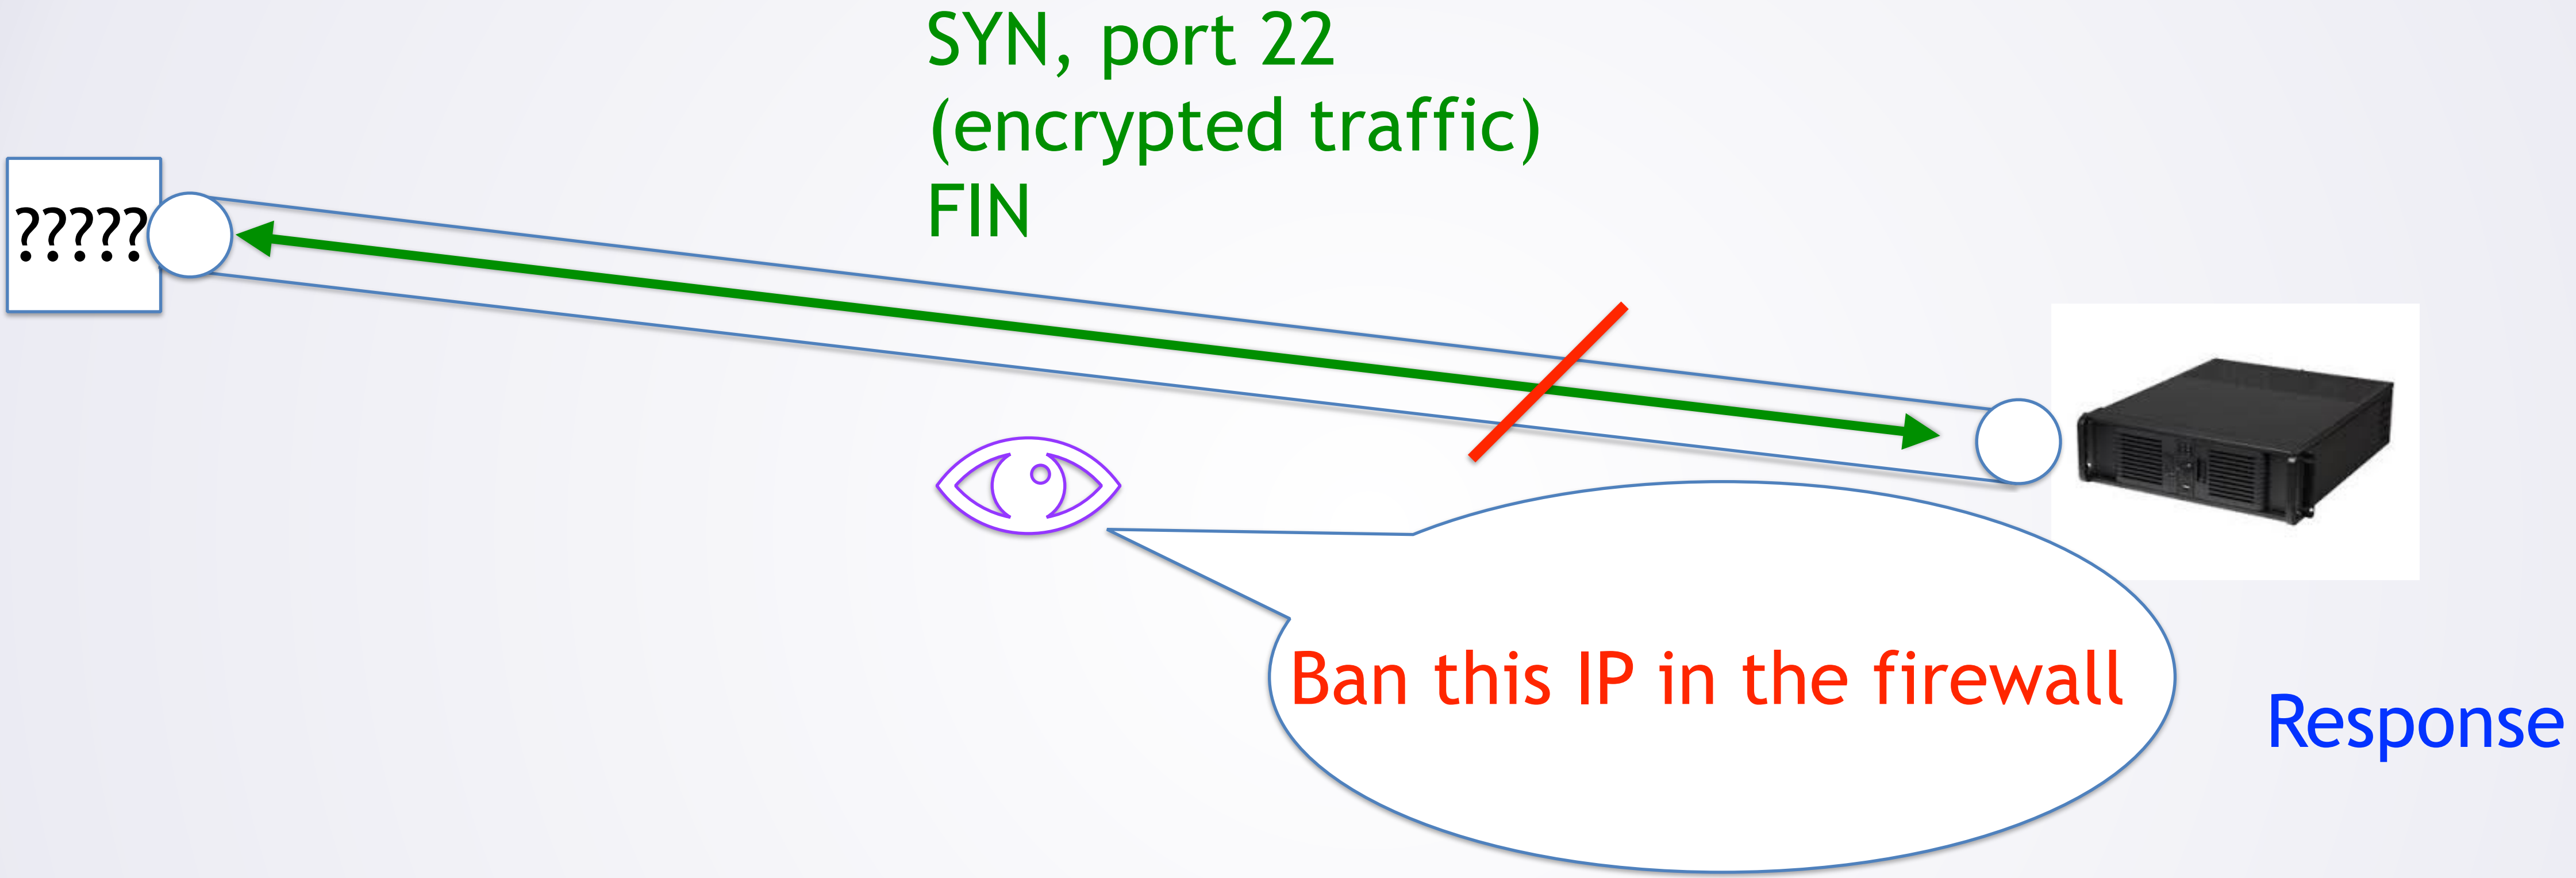 SYN, port 22
(encrypted traffic)
FIN
?????
Ban this IP in the firewall
Response